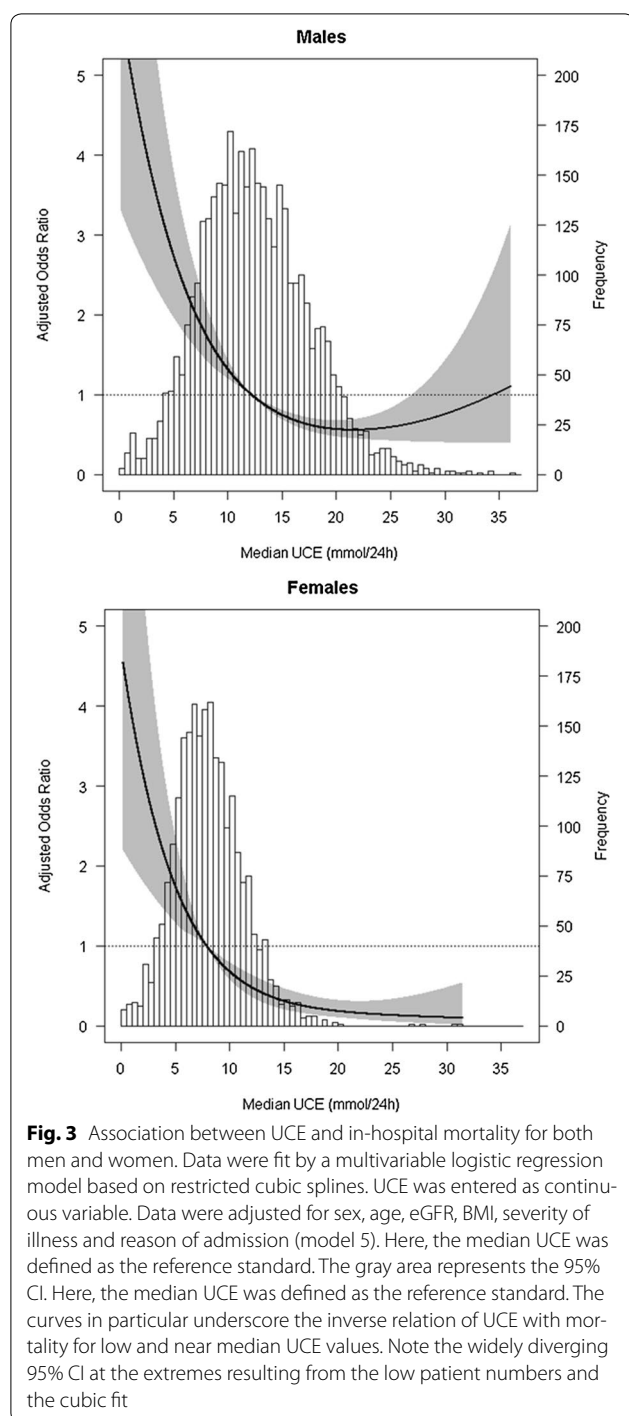 Males
5
4
3
2
1
0
Adjusted Odds Ratio
200
175
150
125
100
75
50
25
0
Frequency
0 5 10 15 20 25 30 35
Median UCE (mmol/24h)
Females
5
4
3
2
1
0
Adjusted Odds Ratio
200
175
150
125
100
75
50
25
0
Frequency
0 5 10 15 20 25 30 35
Median UCE (mmol/24h)
Fig. 3 Association between UCE and in-hospital mortality for both
men and women. Data were fit by a multivariable logistic regression
model based on restricted cubic splines. UCE was entered as continu-
ous variable. Data were adjusted for sex, age, eGFR, BMI, severity of
illness and reason of admission (model 5). Here, the median UCE was
defined as the reference standard. The gray area represents the 95%
CI. Here, the median UCE was defined as the reference standard. The
curves in particular underscore the inverse relation of UCE with mor-
tality for low and near median UCE values. Note the widely diverging
95% CI at the extremes resulting from the low patient numbers and
the cubic fit